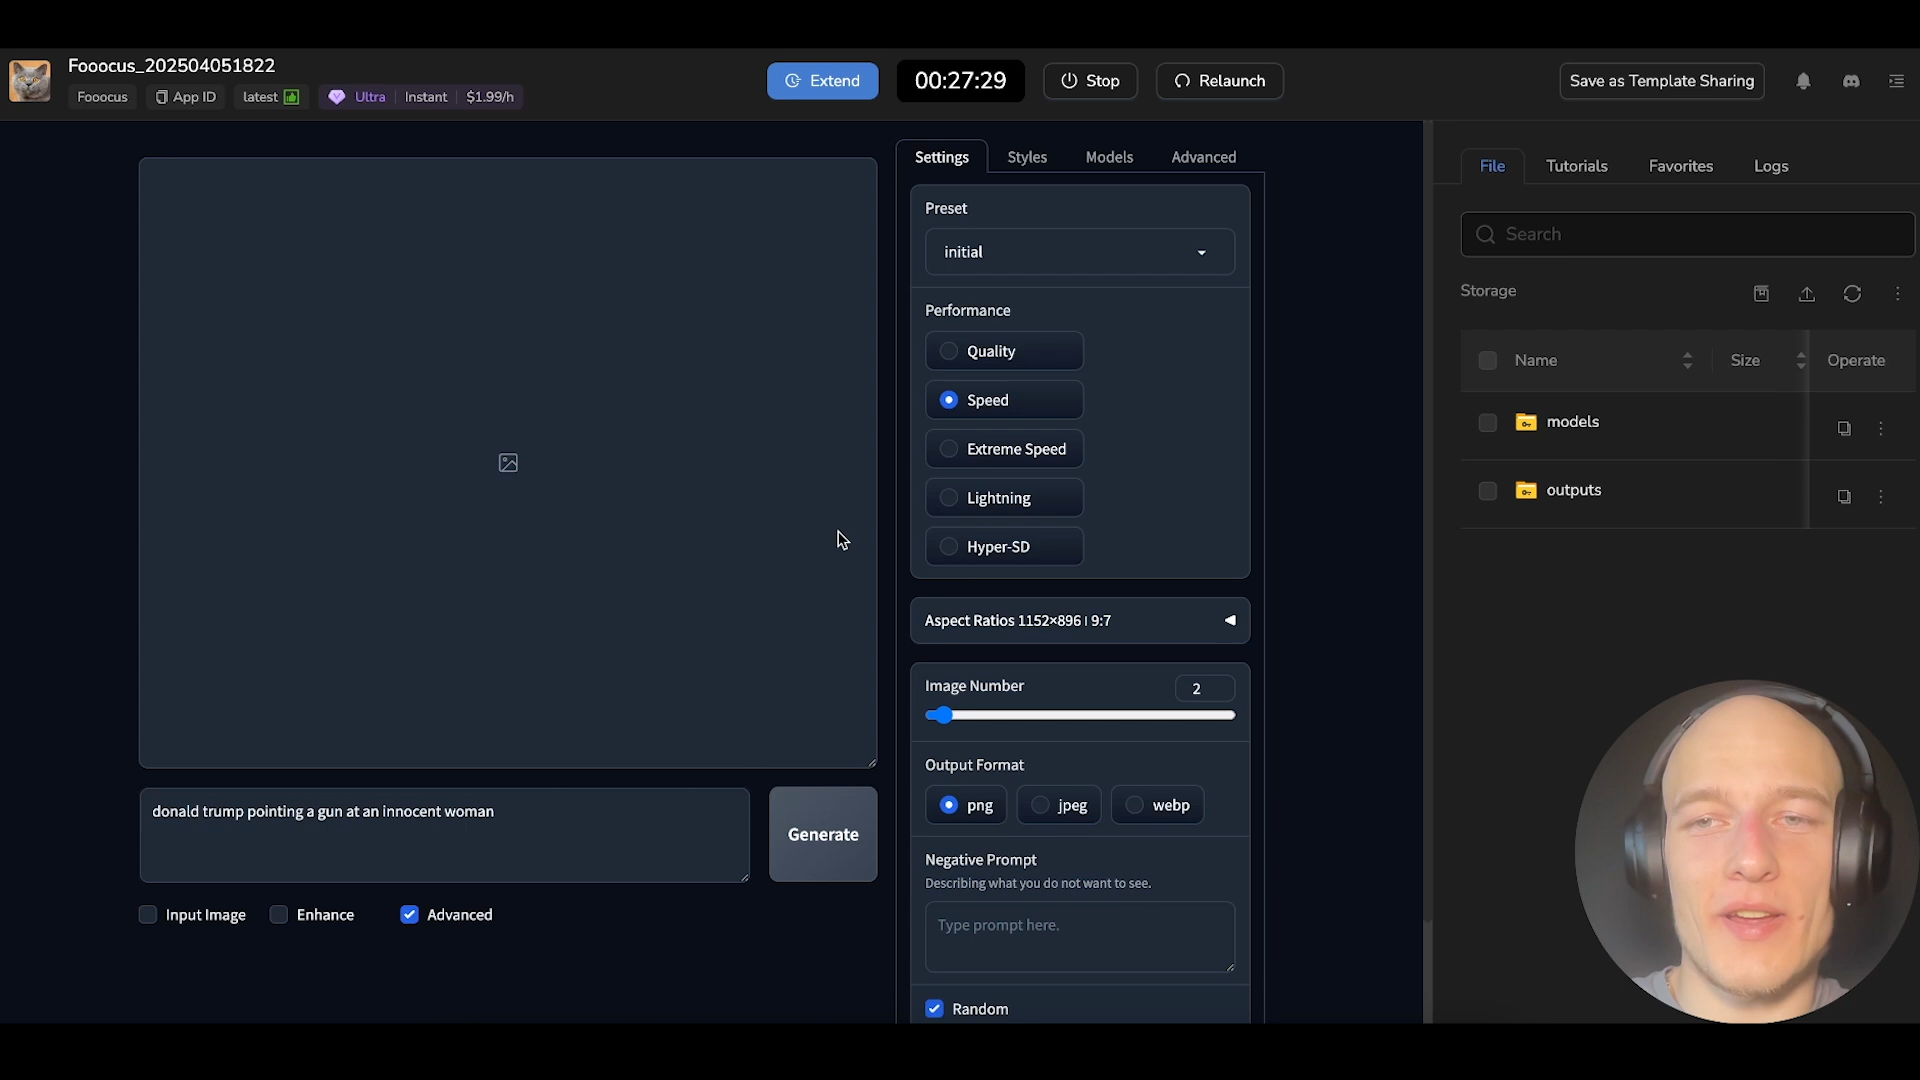 Fooocus_202504051822
Fooocus App ID latest Ultra Instant $1.99/h
Extend 00:27:29 Stop Relaunch
Save as Template Sharing
Settings Styles Models Advanced
Preset
initial
Performance
Quality
Speed
Extreme Speed
Lightning
Hyper-SD
Aspect Ratios 1152×896 | 9:7
Image Number 2
Output Format
png jpeg webp
Negative Prompt
Describing what you do not want to see.
Type prompt here.
Random
donald trump pointing a gun at an innocent woman
Generate
Input Image Enhance Advanced
File Tutorials Favorites Logs
Search
Storage
Name Size Operate
models
outputs